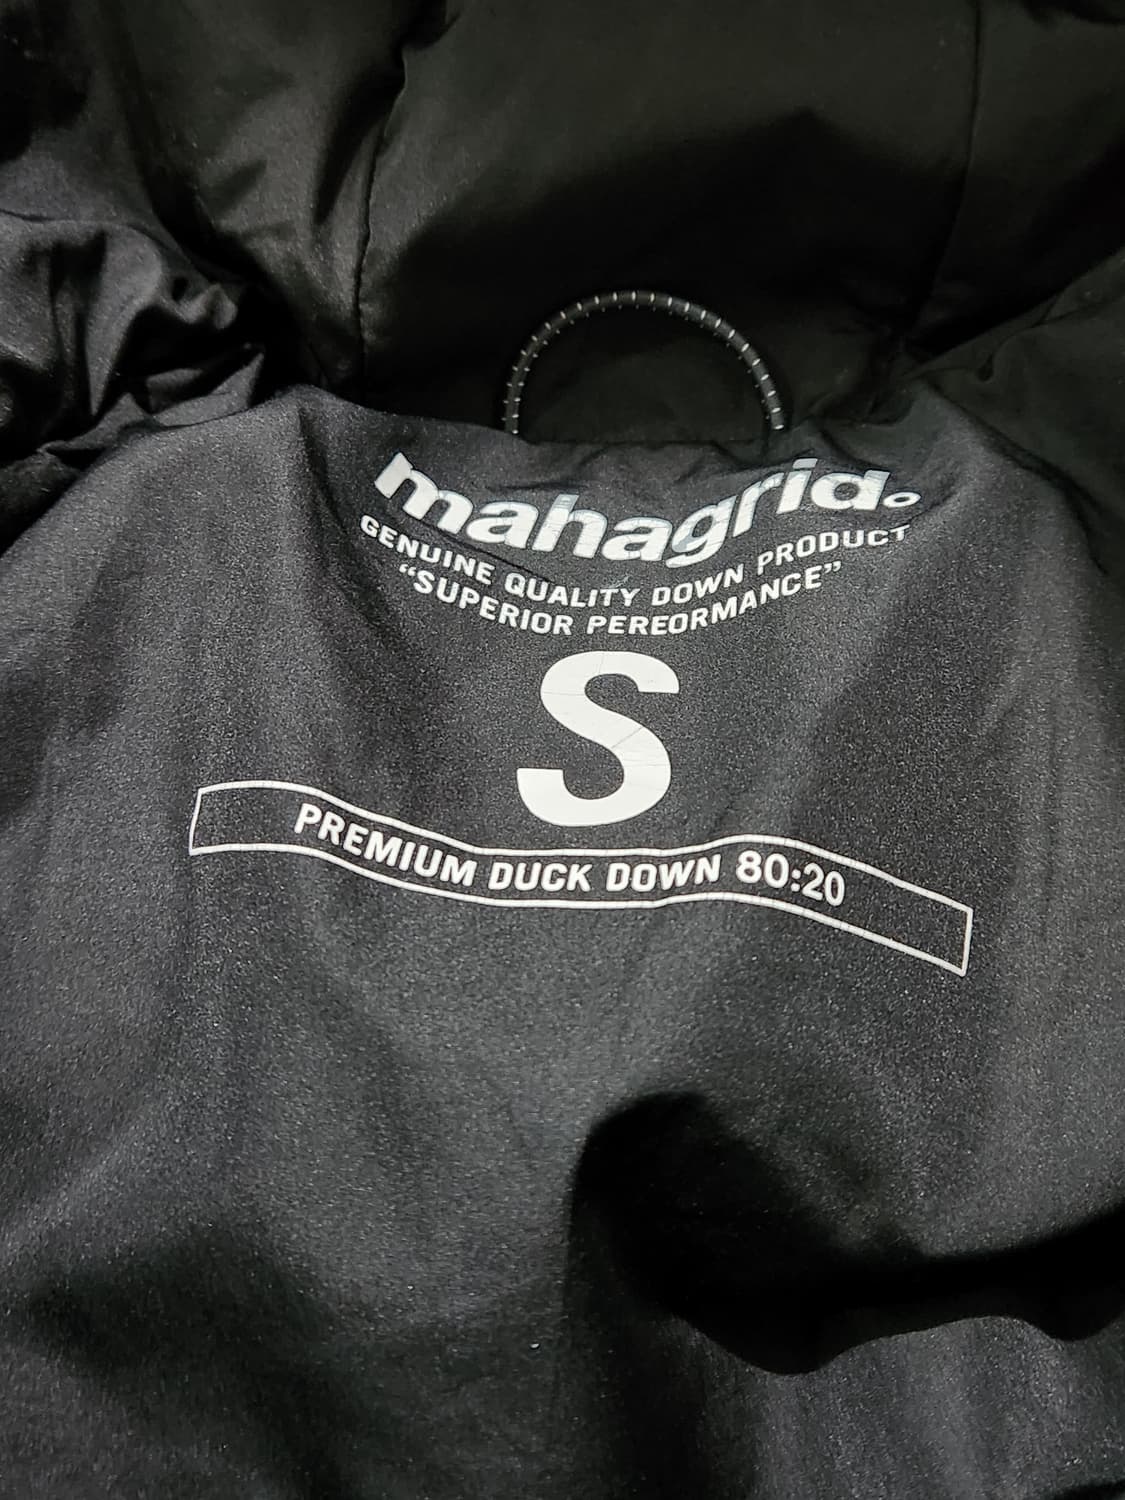 mahagrid
GENUINE QUALITY DOWN PRODUCT
“SUPERIOR PEREORMANCE”
S
PREMIUM DUCK DOWN 80:20